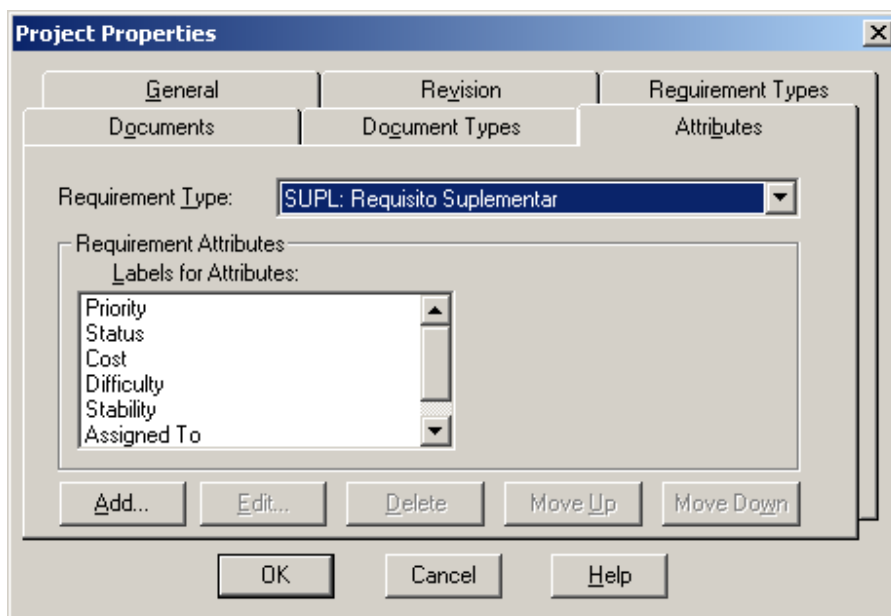 Project Properties
General Revision Reguirement Types
Documents Document Types Attributes
Requirement Type: SUPL: Requisito Suplementar
Requirement Attributes
Labels for Attributes:
Priority
Status
Cost
Difficulty
Stability
Assigned To
Add... Edit... Delete Move Up Move Down
OK Cancel Help